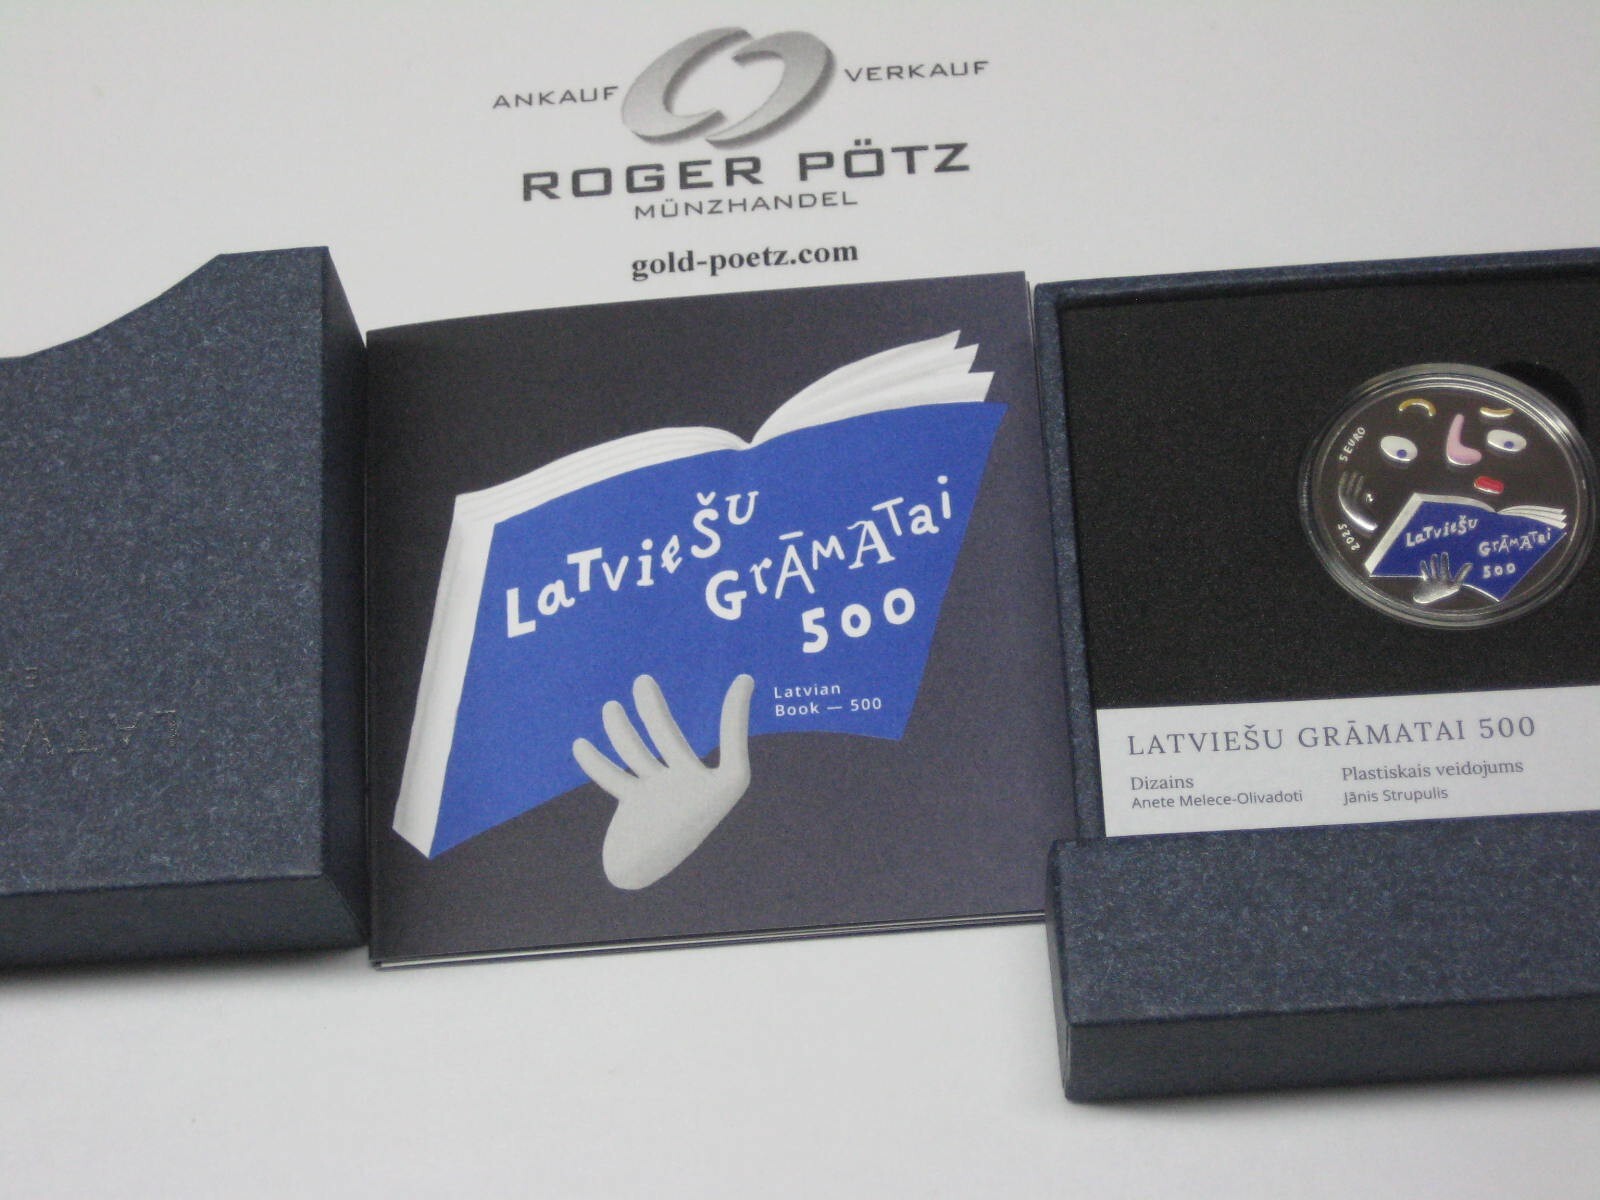 ANKAUF VERKAUF
ROGER PÖTZ
MÜNZHANDEL
gold-poetz.com
LaTvieŠu
GrāMATai
500
Latvian
Book — 500
5 EURO
2025
LaTvieŠu
GrāMATai
500
LATVIEŠU GRĀMATAI 500
Dizains
Anete Melece-Olivadoti
Plastiskais veidojums
Jānis Strupulis